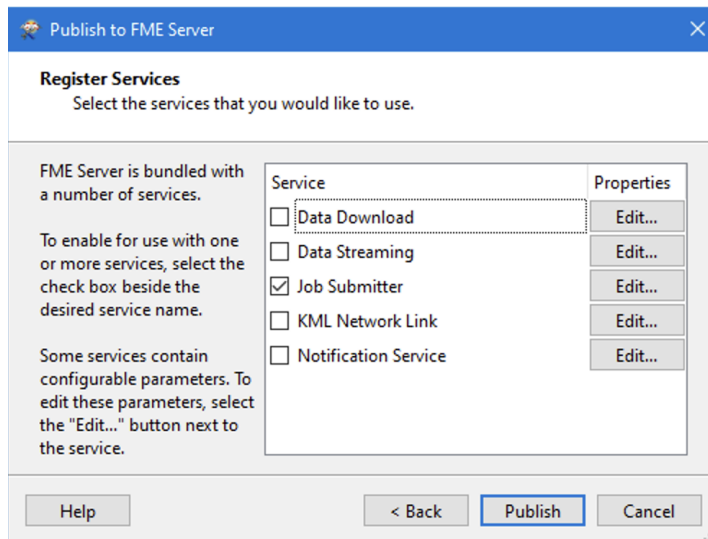 Publish to FME Server
Register Services
Select the services that you would like to use.
FME Server is bundled with
a number of services.
To enable for use with one
or more services, select the
check box beside the
desired service name.
Some services contain
configurable parameters. To
edit these parameters, select
the "Edit..." button next to
the service.
Service Properties
Data Download Edit...
Data Streaming Edit...
Job Submitter Edit...
KML Network Link Edit...
Notification Service Edit...
Help < Back Publish Cancel